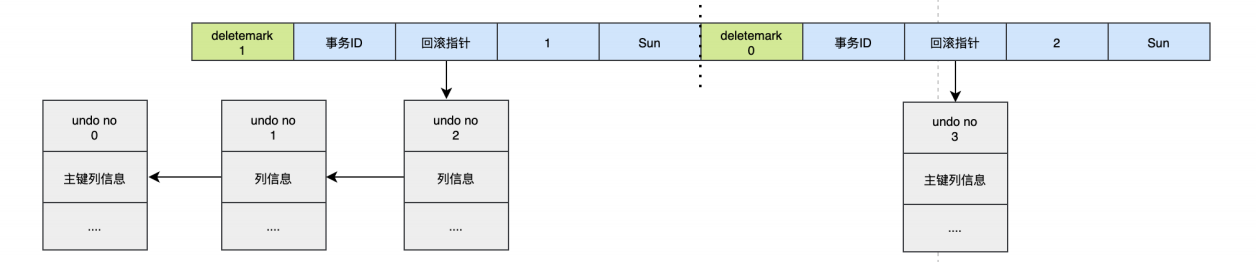 deletemark
1
事务ID
回滚指针
1
Sun
deletemark
0
事务ID
回滚指针
2
Sun
undo no
0
主键列信息
....
undo no
1
列信息
....
undo no
2
列信息
....
undo no
3
主键列信息
....